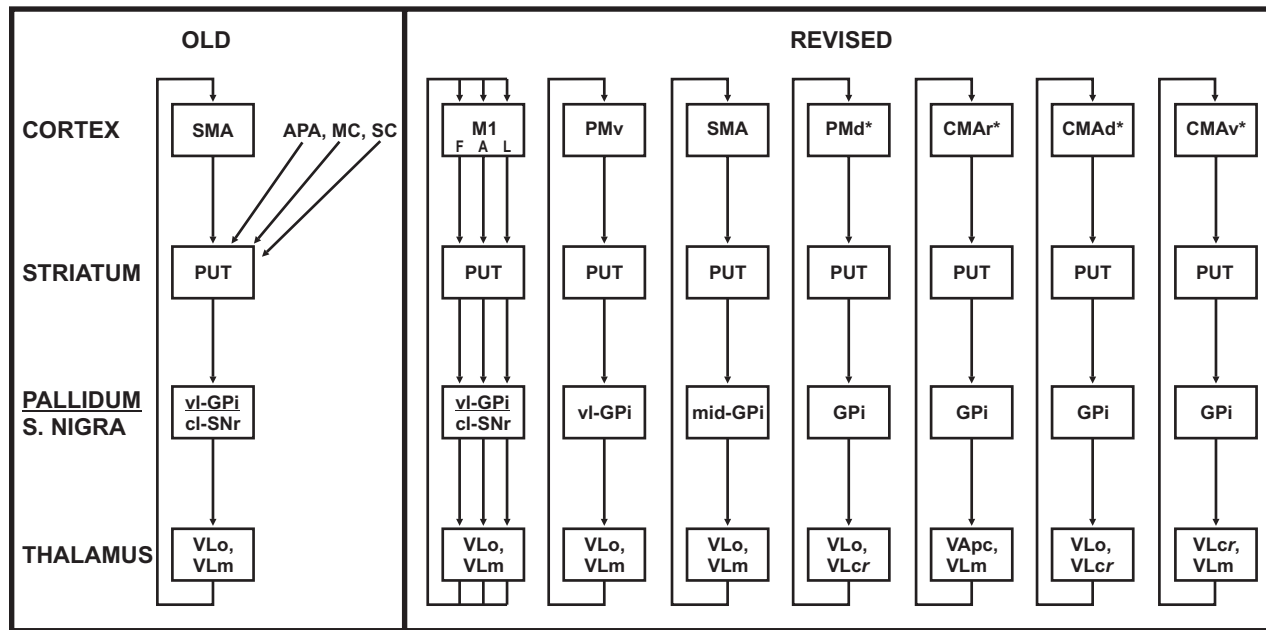 OLD
REVISED
CORTEX
SMA
APA, MC, SC
M1
F A L
PMv
SMA
PMd*
CMAr*
CMAd*
CMAv*
STRIATUM
PUT
PUT
PUT
PUT
PUT
PUT
PUT
PUT
PALLIDUM
S. NIGRA
vl-GPi
cl-SNr
vl-GPi
cl-SNr
vl-GPi
mid-GPi
GPi
GPi
GPi
GPi
THALAMUS
VLo,
VLm
VLo,
VLm
VLo,
VLm
VLo,
VLm
VLo,
VLcr
VApc,
VLm
VLo,
VLcr
VLcr,
VLm